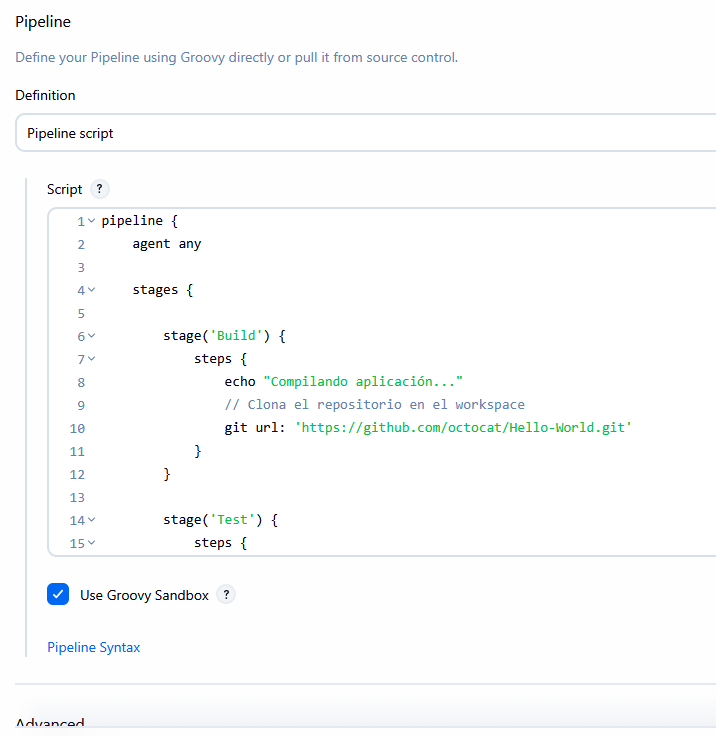 Pipeline
Define your Pipeline using Groovy directly or pull it from source control.
Definition
Pipeline script
Script ?
1 pipeline {
2     agent any
3
4     stages {
5
6         stage('Build') {
7             steps {
8                 echo "Compilando aplicación..."
9                 // Clona el repositorio en el workspace
10                 git url: 'https://github.com/octocat/Hello-World.git'
11             }
12         }
13
14         stage('Test') {
15             steps {
Use Groovy Sandbox ?
Pipeline Syntax
Advanced